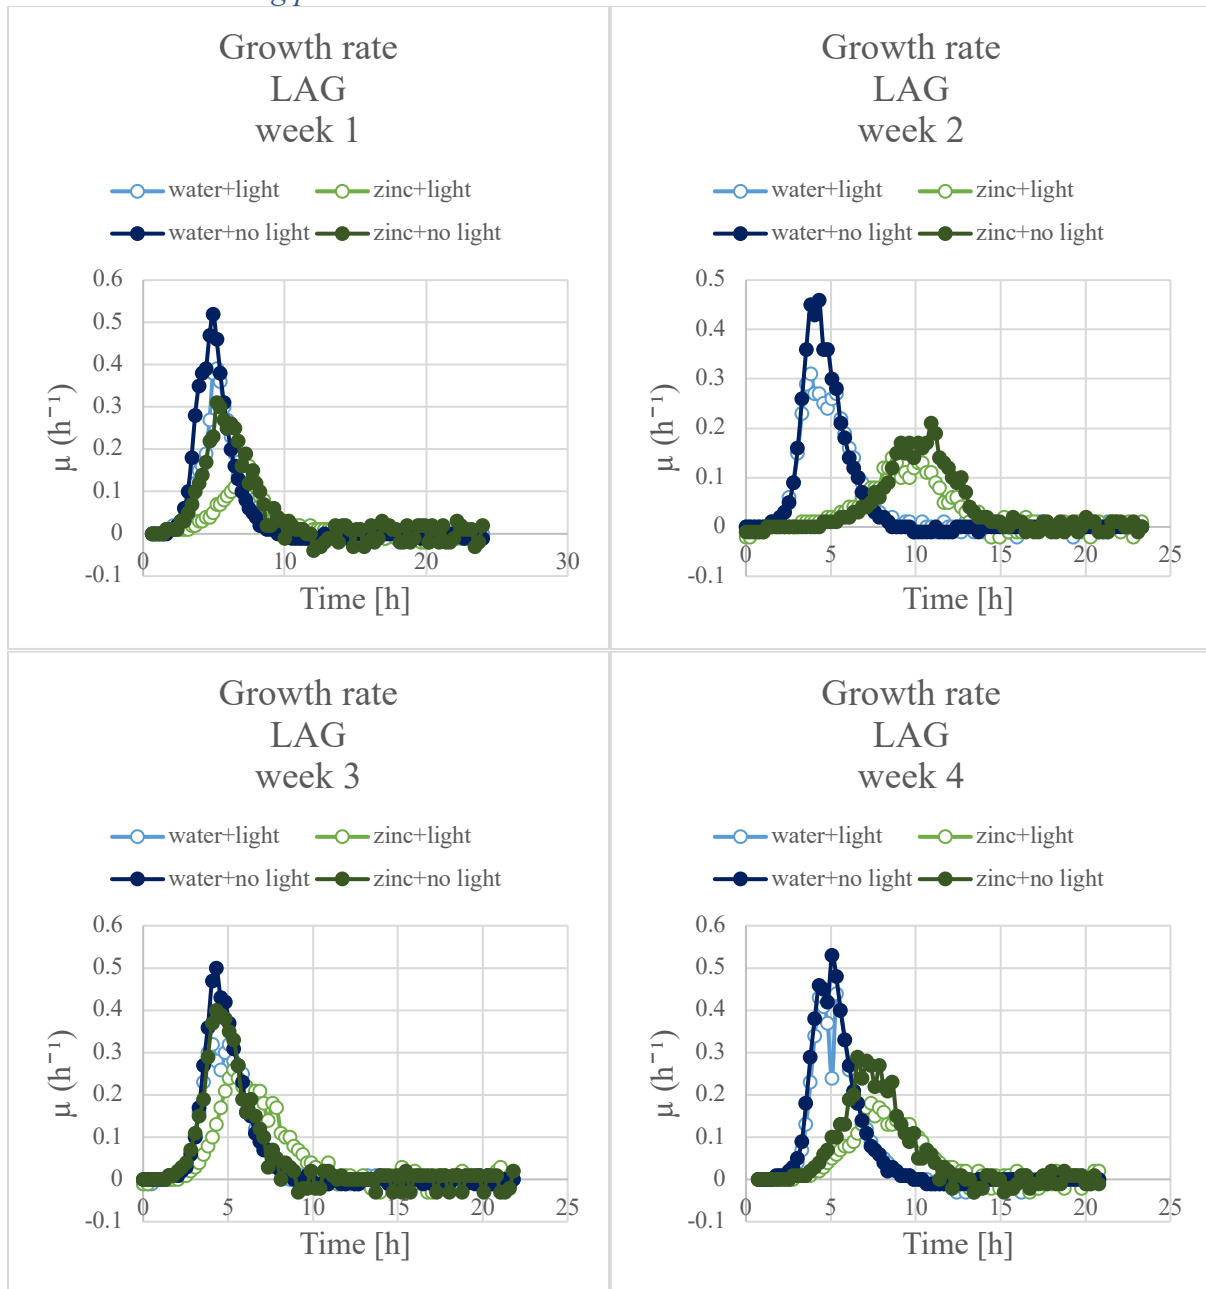 Growth rate
LAG
week 1
water+light
zinc+light
water+no light
zinc+no light
0.6
0.5
0.4
0.3
0.2
0.1
0
-0.1
0
10
20
30
μ (h⁻¹)
Time [h]
Growth rate
LAG
week 2
water+light
zinc+light
water+no light
zinc+no light
0.5
0.4
0.3
0.2
0.1
0
-0.1
0
5
10
15
20
25
μ (h⁻¹)
Time [h]
Growth rate
LAG
week 3
water+light
zinc+light
water+no light
zinc+no light
0.6
0.5
0.4
0.3
0.2
0.1
0
-0.1
0
5
10
15
20
25
μ (h⁻¹)
Time [h]
Growth rate
LAG
week 4
water+light
zinc+light
water+no light
zinc+no light
0.6
0.5
0.4
0.3
0.2
0.1
0
-0.1
0
5
10
15
20
25
μ (h⁻¹)
Time [h]